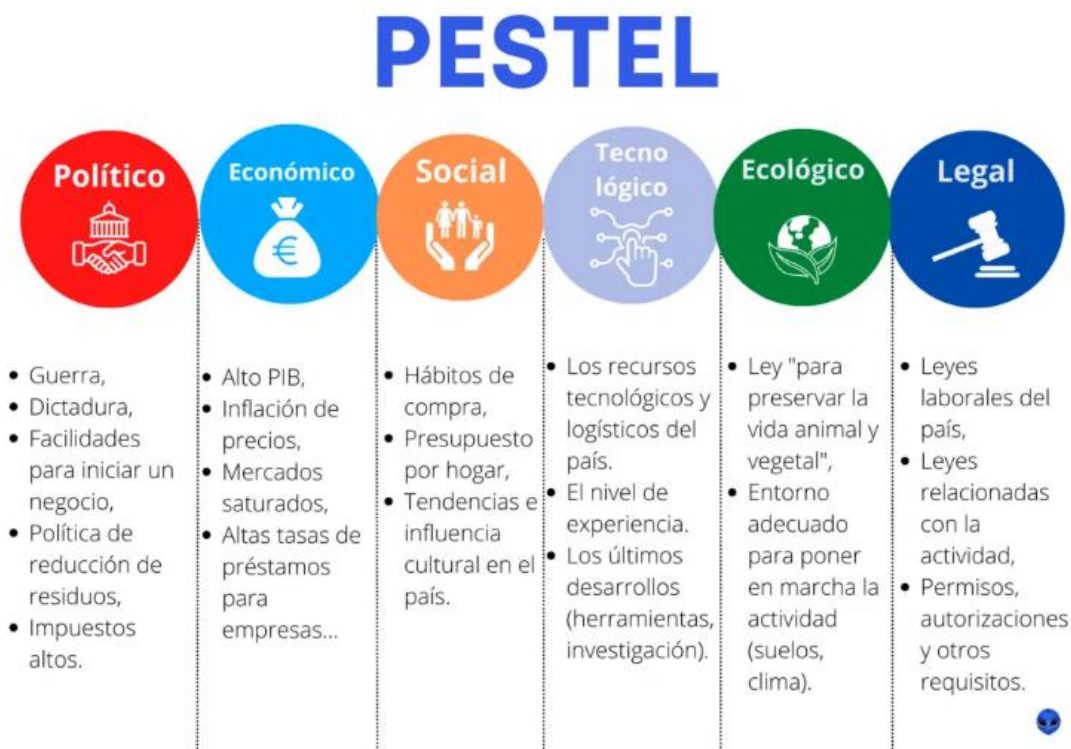 PESTEL
Político
Económico
Social
Tecno
lógico
Ecológico
Legal
€
• Guerra,
• Dictadura,
• Facilidades
para iniciar un
negocio,
• Política de
reducción de
residuos,
• Impuestos
altos.
• Alto PIB,
• Inflación de
precios,
• Mercados
saturados,
• Altas tasas de
préstamos
para
empresas...
• Hábitos de
compra,
• Presupuesto
por hogar,
• Tendencias e
influencia
cultural en el
país.
• Los recursos
tecnológicos y
logísticos del
país.
• El nivel de
experiencia.
• Los últimos
desarrollos
(herramientas,
investigación).
• Ley "para
preservar la
vida animal y
vegetal",
• Entorno
adecuado
para poner
en marcha la
actividad
(suelos,
clima).
• Leyes
laborales del
país,
• Leyes
relacionadas
con la
actividad,
• Permisos,
autorizaciones
y otros
requisitos.